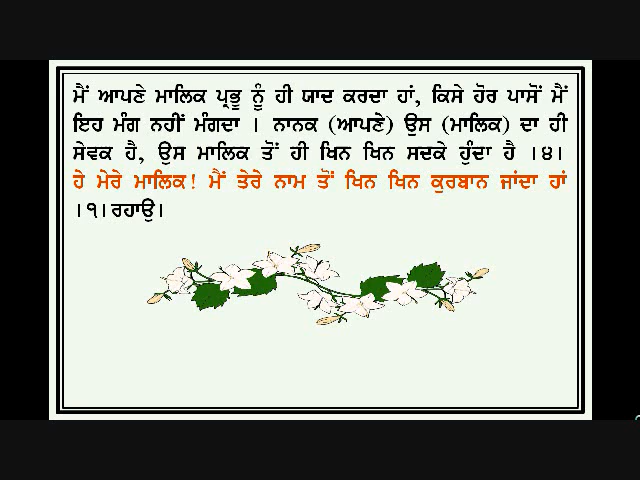 ਮੈਂ ਆਪਣੇ ਮਾਲਿਕ ਪ੍ਰਭੂ ਨੂੰ ਹੀ ਯਾਦ ਕਰਦਾ ਹਾਂ, ਕਿਸੇ ਹੋਰ ਪਾਸੋਂ ਮੈਂ
ਇਹ ਮੰਗ ਨਹੀਂ ਮੰਗਦਾ । ਨਾਨਕ (ਆਪਣੇ) ਉਸ (ਮਾਲਿਕ) ਦਾ ਹੀ
ਸੇਵਕ ਹੈ, ਉਸ ਮਾਲਿਕ ਤੋਂ ਹੀ ਖਿਨ ਖਿਨ ਸਦਕੇ ਹੁੰਦਾ ਹੈ ।੪।
ਹੇ ਮੇਰੇ ਮਾਲਿਕ! ਮੈਂ ਤੇਰੇ ਨਾਮ ਤੋਂ ਖਿਨ ਖਿਨ ਕੁਰਬਾਨ ਜਾਂਦਾ ਹਾਂ
।੧।ਰਹਾਉ।